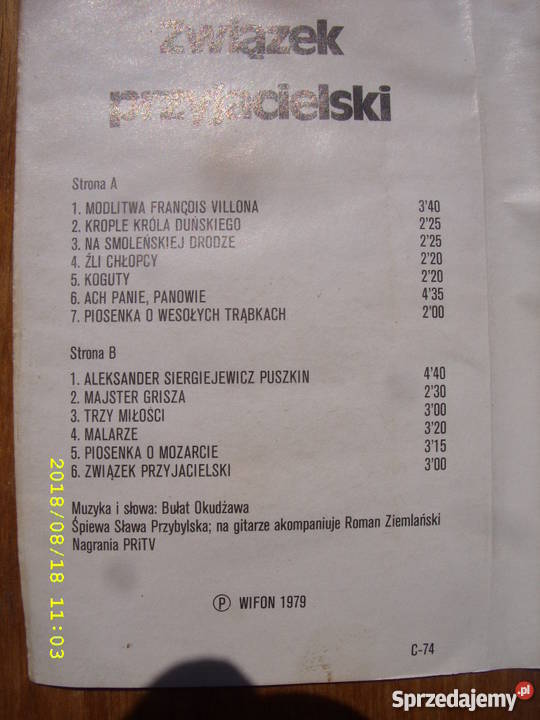 Związek
przyjacielski
Strona A
1. MODLITWA FRANÇOIS VILLONA 3'40
2. KROPLE KRÓLA DUŃSKIEGO 2'25
3. NA SMOLEŃSKIEJ DRODZE 2'25
4. ŹLI CHŁOPCY 2'20
5. KOGUTY 2'20
6. ACH PANIE, PANOWIE 4'35
7. PIOSENKA O WESOŁYCH TRĄBKACH 2'00
Strona B
1. ALEKSANDER SIERGIEJEWICZ PUSZKIN 4'40
2. MAJSTER GRISZA 2'30
3. TRZY MIŁOŚCI 3'00
4. MALARZE 3'20
5. PIOSENKA O MOZARCIE 3'15
6. ZWIĄZEK PRZYJACIELSKI 3'00
Muzyka i słowa: Bułat Okudżawa
Śpiewa Sława Przybylska; na gitarze akompaniuje Roman Ziemlański
Nagrania PRiTV
Ⓟ WIFON 1979
C-74
2018/08/18 11:03
Sprzedajemy.pl